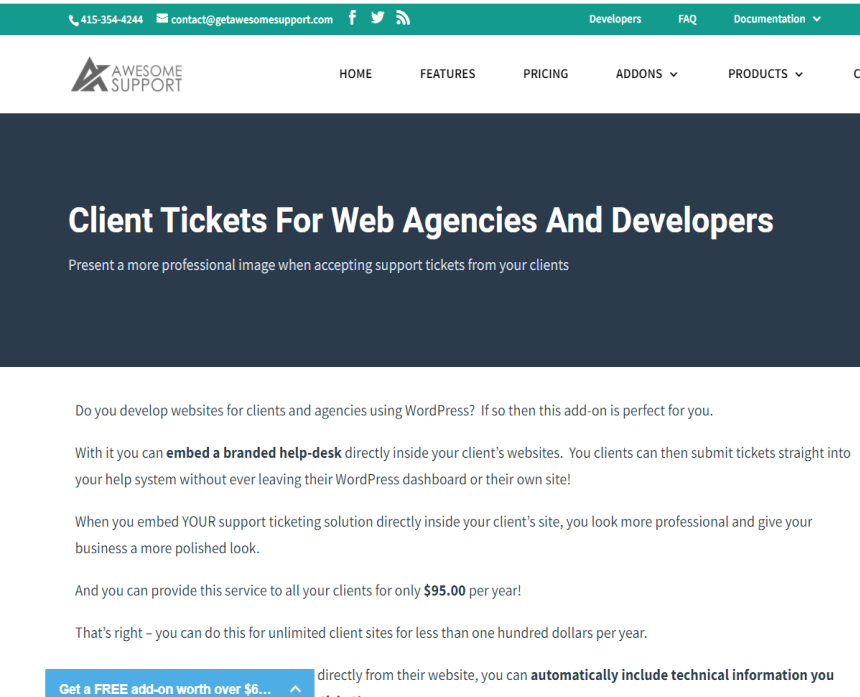 415-354-4244 contact@getawesomesupport.com Developers FAQ Documentation
AWESOME
SUPPORT
HOME FEATURES PRICING ADDONS PRODUCTS C
Client Tickets For Web Agencies And Developers
Present a more professional image when accepting support tickets from your clients
Do you develop websites for clients and agencies using WordPress? If so then this add-on is perfect for you.
With it you can embed a branded help-desk directly inside your client's websites. You clients can then submit tickets straight into
your help system without ever leaving their WordPress dashboard or their own site!
When you embed YOUR support ticketing solution directly inside your client's site, you look more professional and give your
business a more polished look.
And you can provide this service to all your clients for only $95.00 per year!
That's right – you can do this for unlimited client sites for less than one hundred dollars per year.
directly from their website, you can automatically include technical information you
Get a FREE add-on worth over $6...